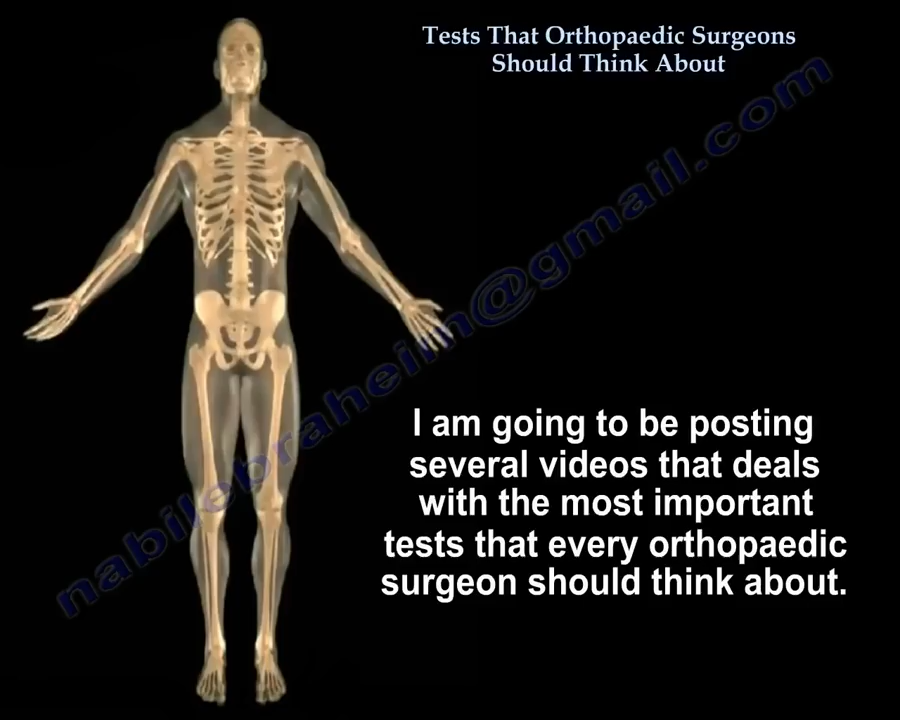 Tests That Orthopaedic Surgeons
Should Think About
nabilebraheim@gmail.com
I am going to be posting
several videos that deals
with the most important
tests that every orthopaedic
surgeon should think about.